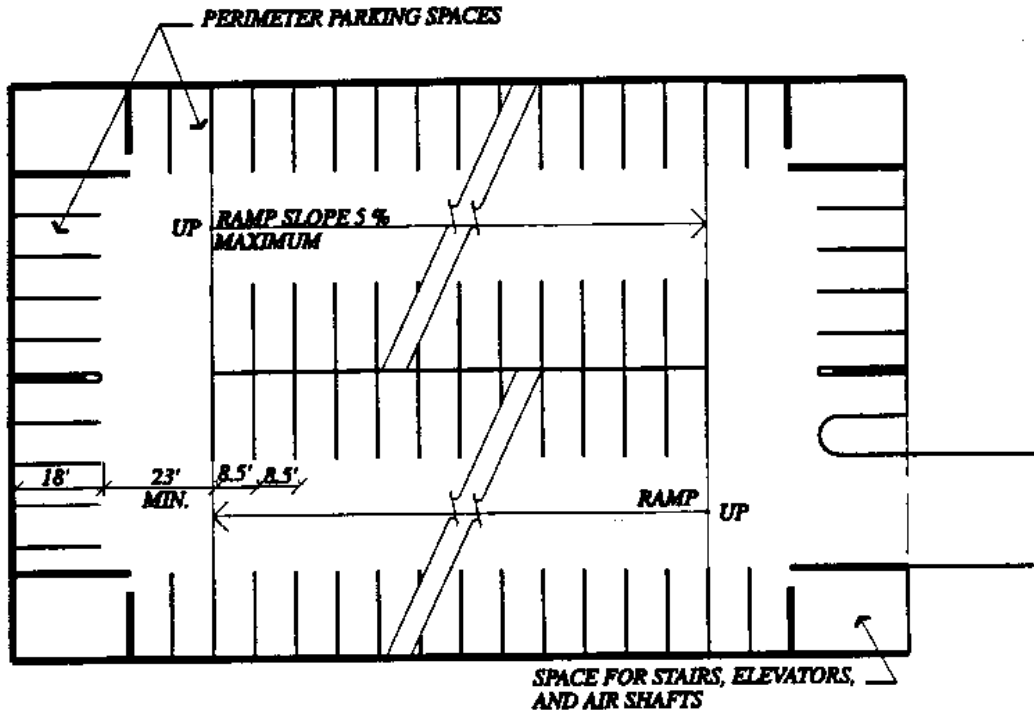 PERIMETER PARKING SPACES
UP RAMP SLOPE 5 %
MAXIMUM
18' 23' 8.5' 8.5'
MIN.
RAMP
UP
SPACE FOR STAIRS, ELEVATORS,
AND AIR SHAFTS